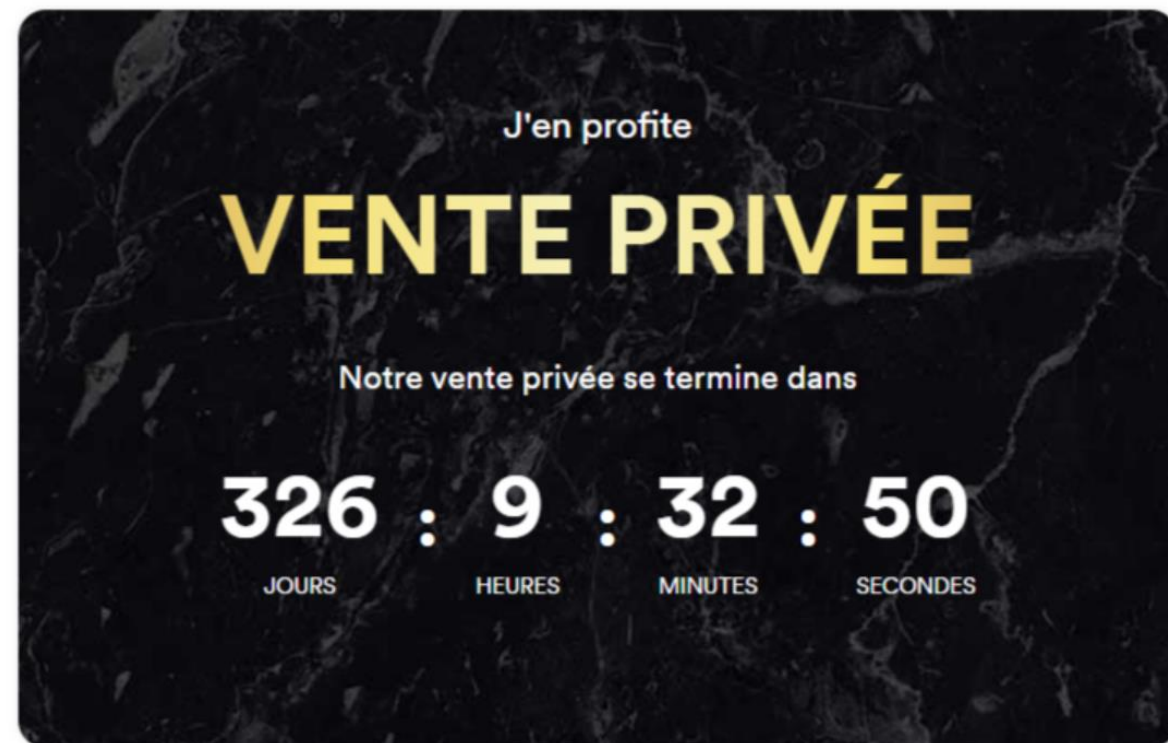 J'en profite
VENTE PRIVÉE
Notre vente privée se termine dans
326 : 9 : 32 : 50
JOURS HEURES MINUTES SECONDES